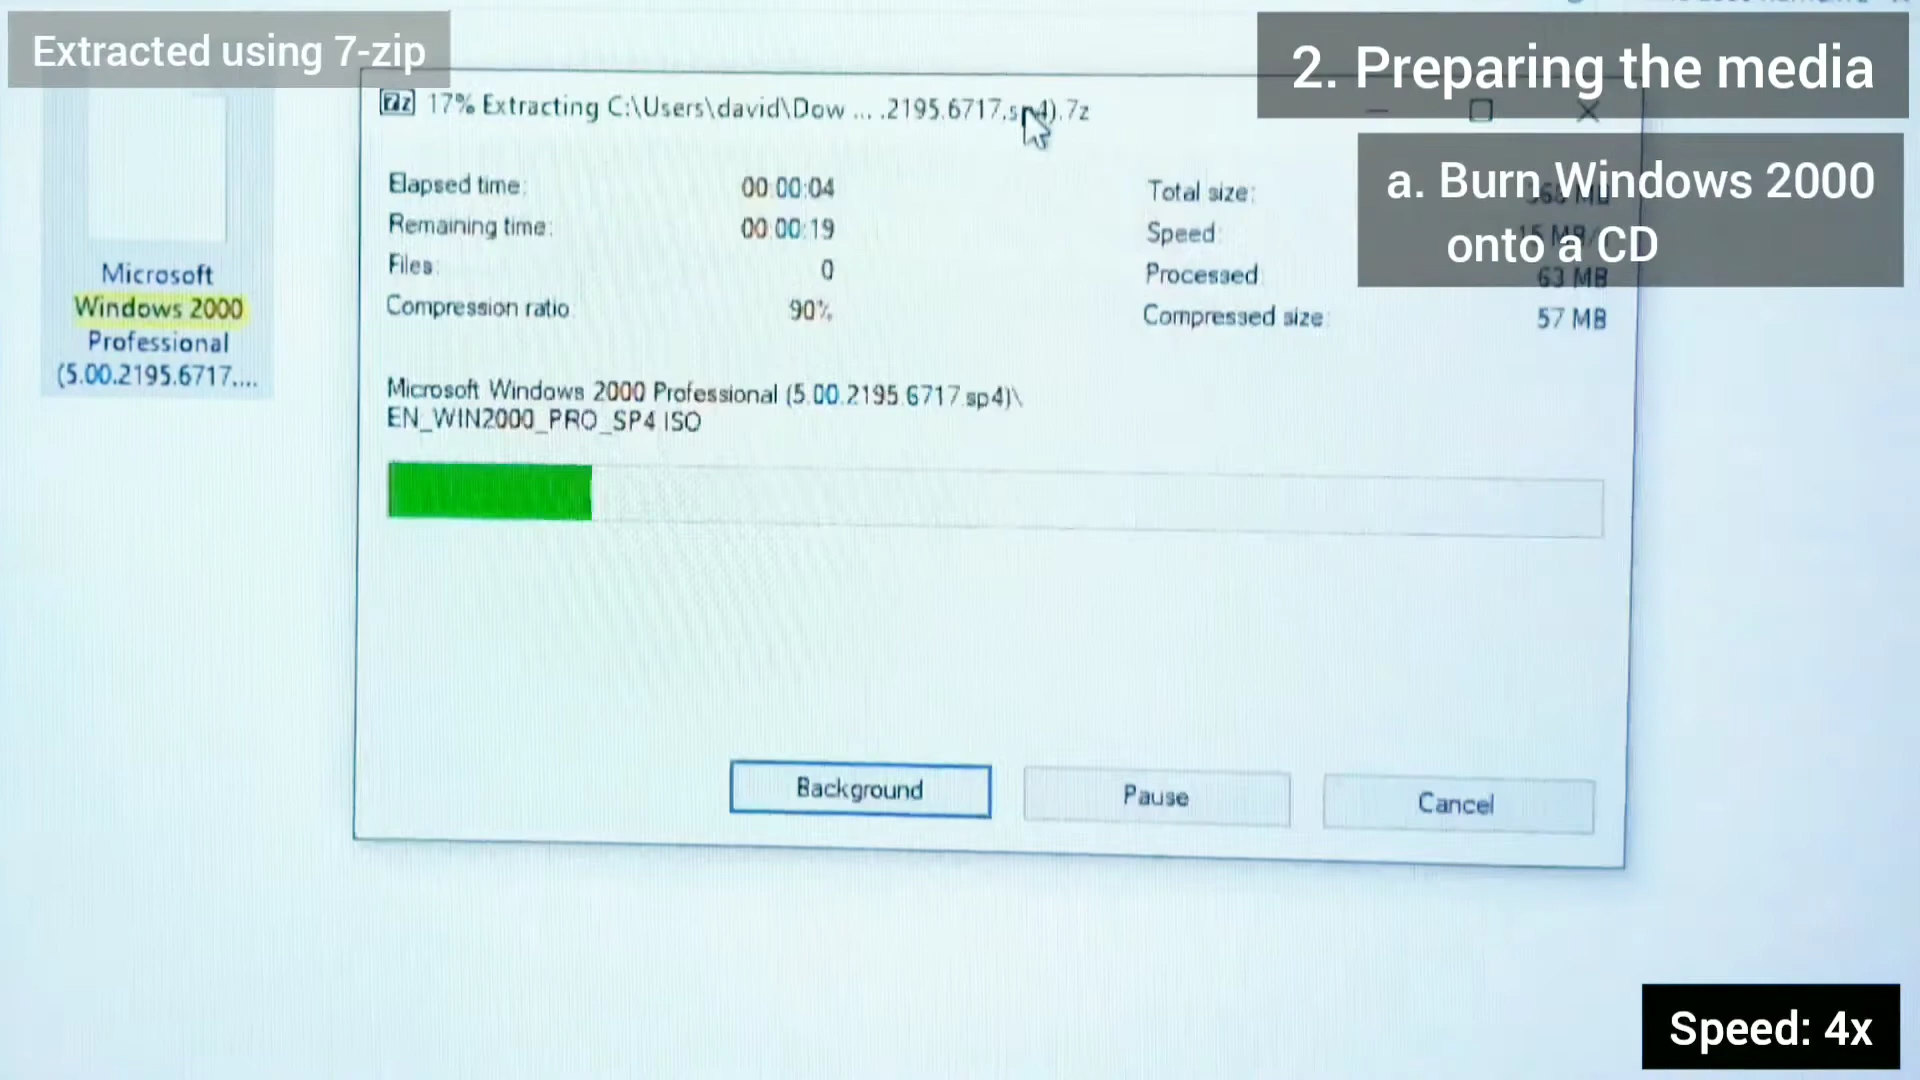 Extracted using 7-zip
2. Preparing the media
a. Burn Windows 2000
onto a CD
7z 17% Extracting C:\Users\david\Dow ... .2195.6717.sp4).7z
Elapsed time: 00:00:04
Remaining time: 00:00:19
Files: 0
Compression ratio: 90%
Total size:
Speed:
Processed: 63 MB
Compressed size: 57 MB
Microsoft
Windows 2000
Professional
(5.00.2195.6717....
Microsoft Windows 2000 Professional (5.00.2195.6717.sp4)\
EN_WIN2000_PRO_SP4.ISO
Background
Pause
Cancel
Speed: 4x